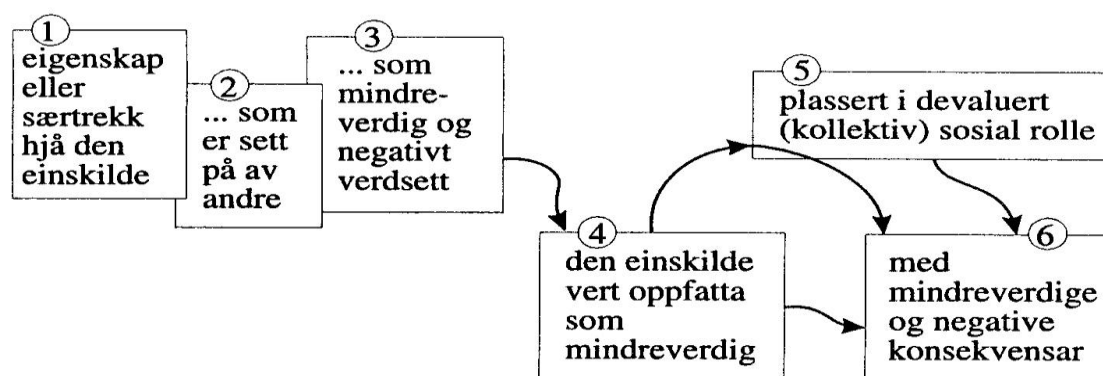 1
eigenskap
eller
særtrekk
hjå den
einskilde
2
... som
er sett
på av
andre
3
... som
mindre-
verdig og
negativt
verdsett
4
den einskilde
vert oppfatta
som
mindreverdig
5
plassert i devaluert
(kollektiv) sosial rolle
6
med
mindreverdige
og negative
konsekvensar